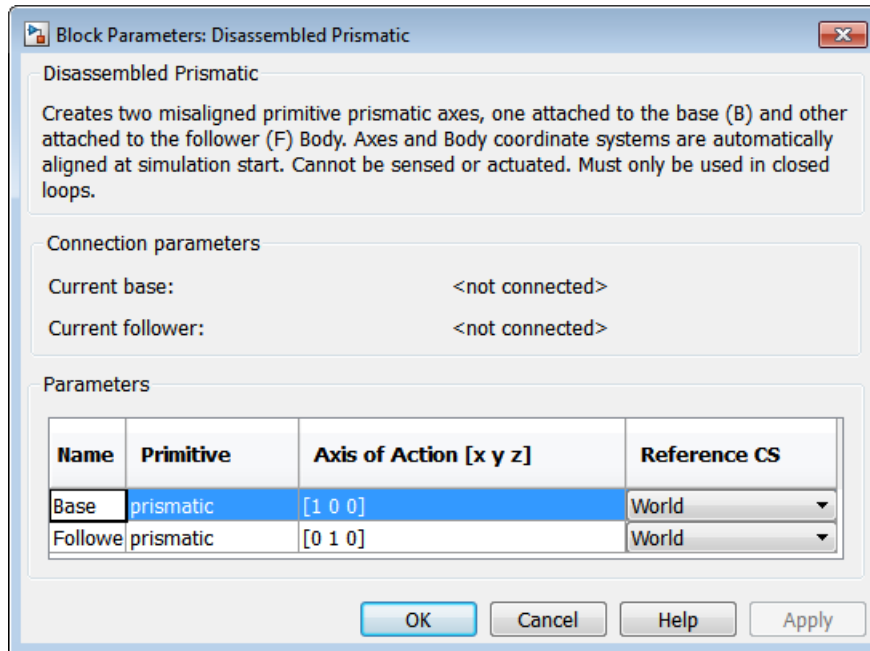 Block Parameters: Disassembled Prismatic
Disassembled Prismatic
Creates two misaligned primitive prismatic axes, one attached to the base (B) and other
attached to the follower (F) Body. Axes and Body coordinate systems are automatically
aligned at simulation start. Cannot be sensed or actuated. Must only be used in closed
loops.
Connection parameters
Current base: <not connected>
Current follower: <not connected>
Parameters
Name Primitive Axis of Action [x y z] Reference CS
Base prismatic [1 0 0] World
Followe prismatic [0 1 0] World
OK Cancel Help Apply